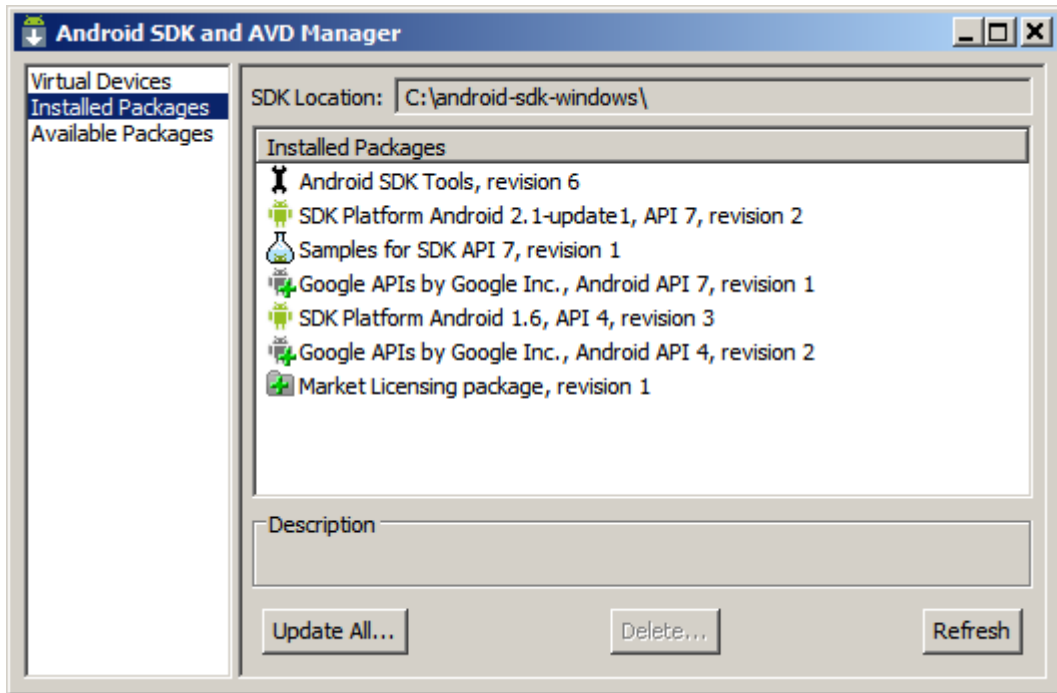 Android SDK and AVD Manager
Virtual Devices
Installed Packages
Available Packages
SDK Location: C:\android-sdk-windows\
Installed Packages
Android SDK Tools, revision 6
SDK Platform Android 2.1-update1, API 7, revision 2
Samples for SDK API 7, revision 1
Google APIs by Google Inc., Android API 7, revision 1
SDK Platform Android 1.6, API 4, revision 3
Google APIs by Google Inc., Android API 4, revision 2
Market Licensing package, revision 1
Description
Update All... Delete... Refresh